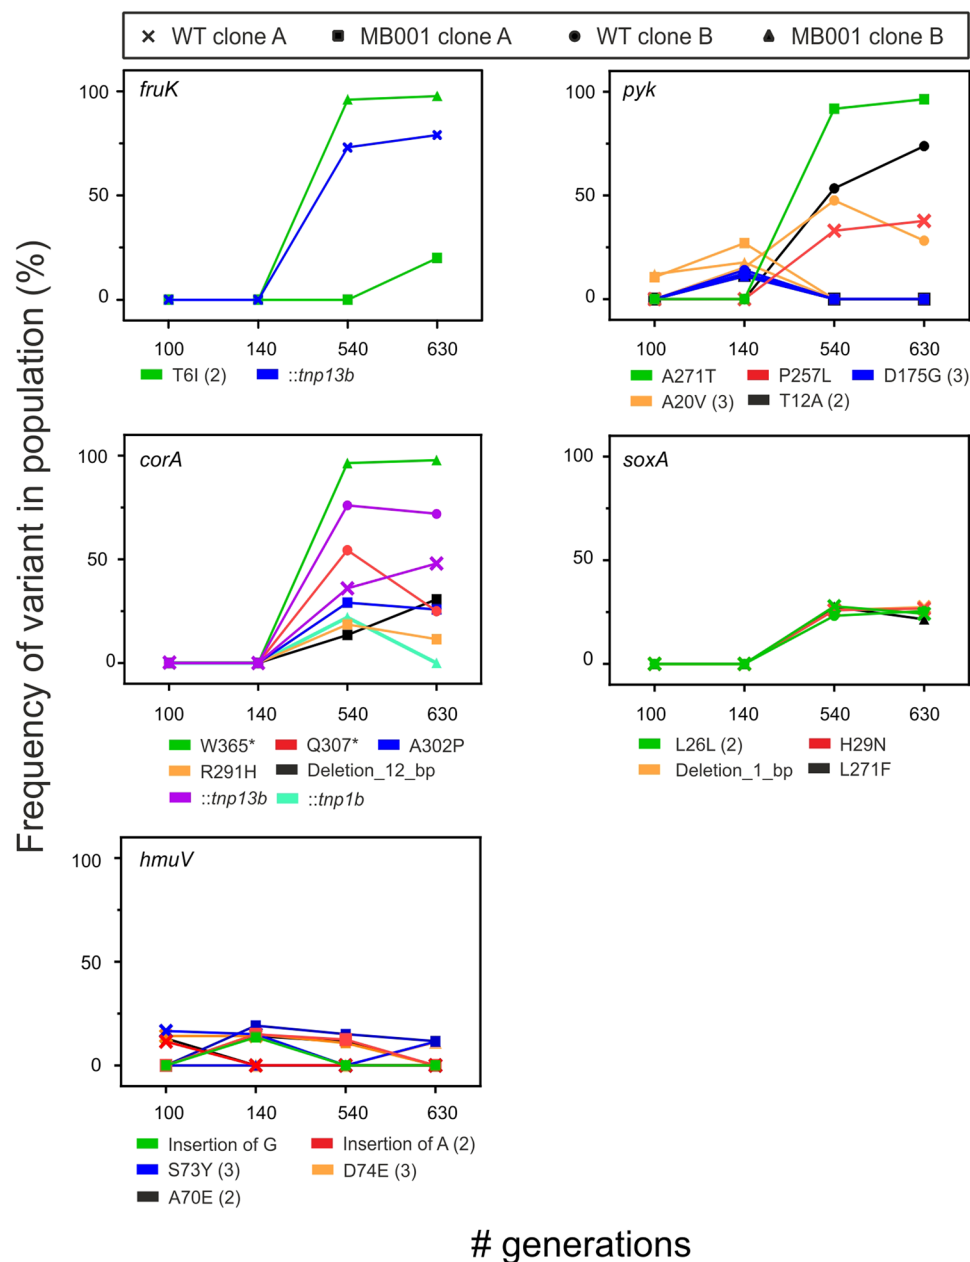 WT clone A MB001 clone A WT clone B MB001 clone B
Frequency of variant in population (%)
fruK
100
50
0
100 140 540 630
T6I (2) ::tnp13b
pyk
100
50
0
100 140 540 630
A271T P257L D175G (3)
A20V (3) T12A (2)
corA
100
50
0
100 140 540 630
W365* Q307* A302P
R291H Deletion_12_bp
::tnp13b ::tnp1b
soxA
100
50
0
100 140 540 630
L26L (2) H29N
Deletion_1_bp L271F
hmuV
100
50
0
100 140 540 630
Insertion of G Insertion of A (2)
S73Y (3) D74E (3)
A70E (2)
# generations